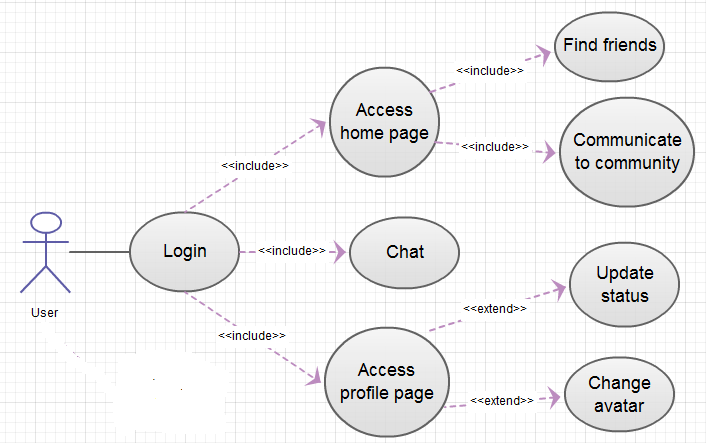 Find friends
<<include>>
Access
home page
Communicate
to community
<<include>>
<<include>>
Login
<<include>>
Chat
User
Update
status
<<extend>>
<<include>>
Access
profile page
Change
avatar
<<extend>>